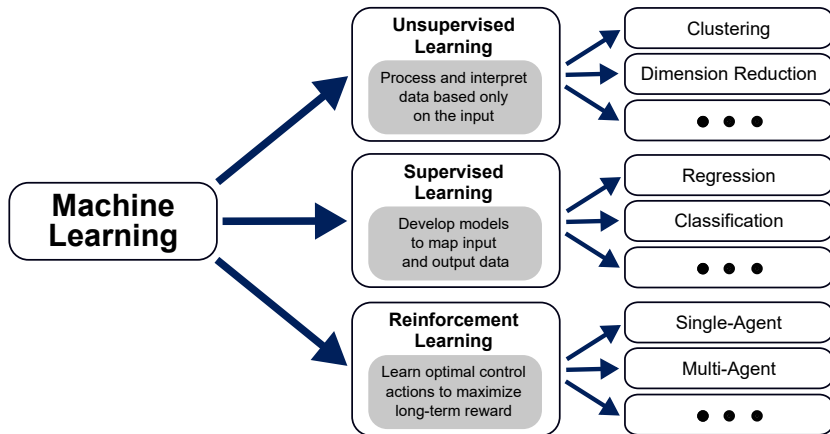 Machine
Learning
Unsupervised
Learning
Process and interpret
data based only
on the input
Clustering
Dimension Reduction
• • •
Supervised
Learning
Develop models
to map input
and output data
Regression
Classification
• • •
Reinforcement
Learning
Learn optimal control
actions to maximize
long-term reward
Single-Agent
Multi-Agent
• • •